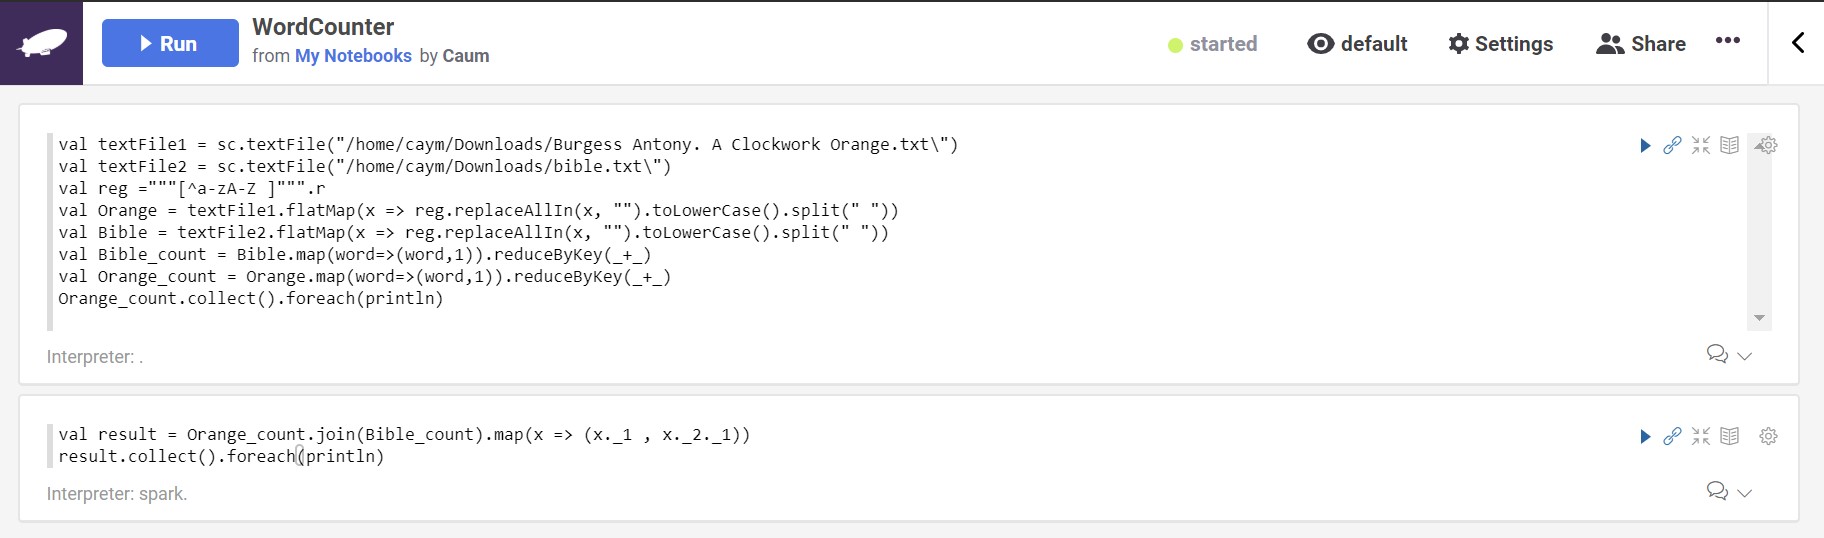 Run
WordCounter
from My Notebooks by Caum
started
default
Settings
Share
val textFile1 = sc.textFile("/home/caym/Downloads/Burgess Antony. A Clockwork Orange.txt\")
val textFile2 = sc.textFile("/home/caym/Downloads/bible.txt\")
val reg ="""[^a-zA-Z ]""".r
val Orange = textFile1.flatMap(x => reg.replaceAllIn(x, "").toLowerCase().split(" "))
val Bible = textFile2.flatMap(x => reg.replaceAllIn(x, "").toLowerCase().split(" "))
val Bible_count = Bible.map(word=>(word,1)).reduceByKey(_+_)
val Orange_count = Orange.map(word=>(word,1)).reduceByKey(_+_)
Orange_count.collect().foreach(println)
Interpreter: .
val result = Orange_count.join(Bible_count).map(x => (x._1 , x._2._1))
result.collect().foreach(println)
Interpreter: spark.